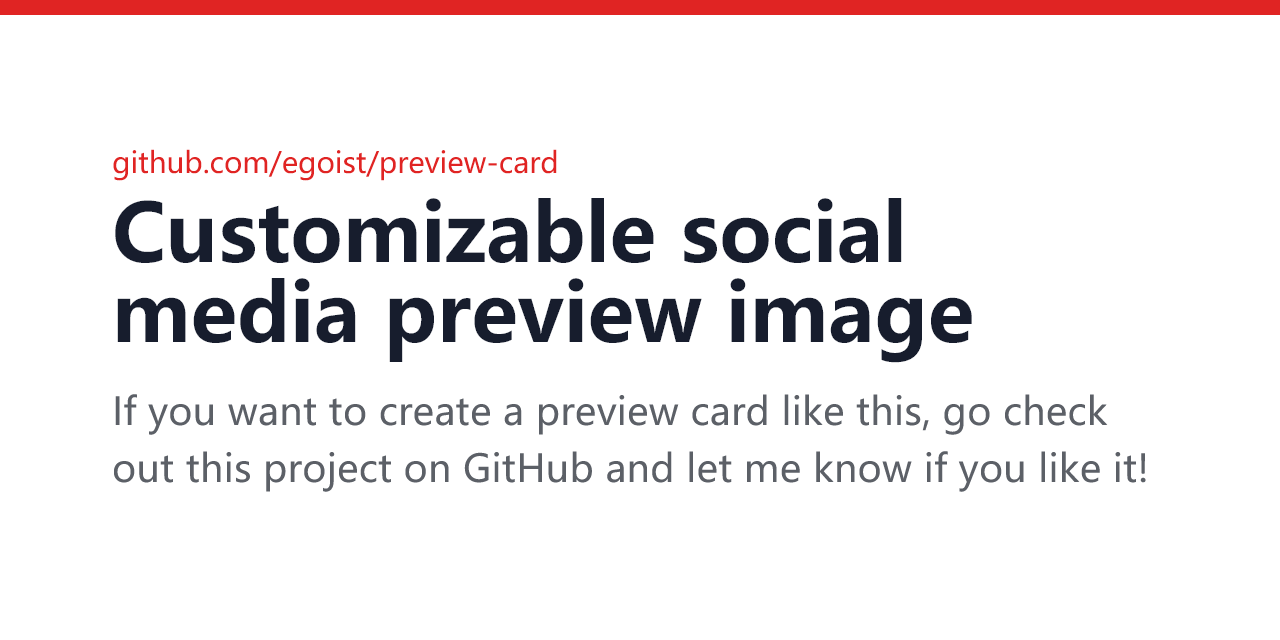 github.com/egoist/preview-card
Customizable social
media preview image
If you want to create a preview card like this, go check
out this project on GitHub and let me know if you like it!